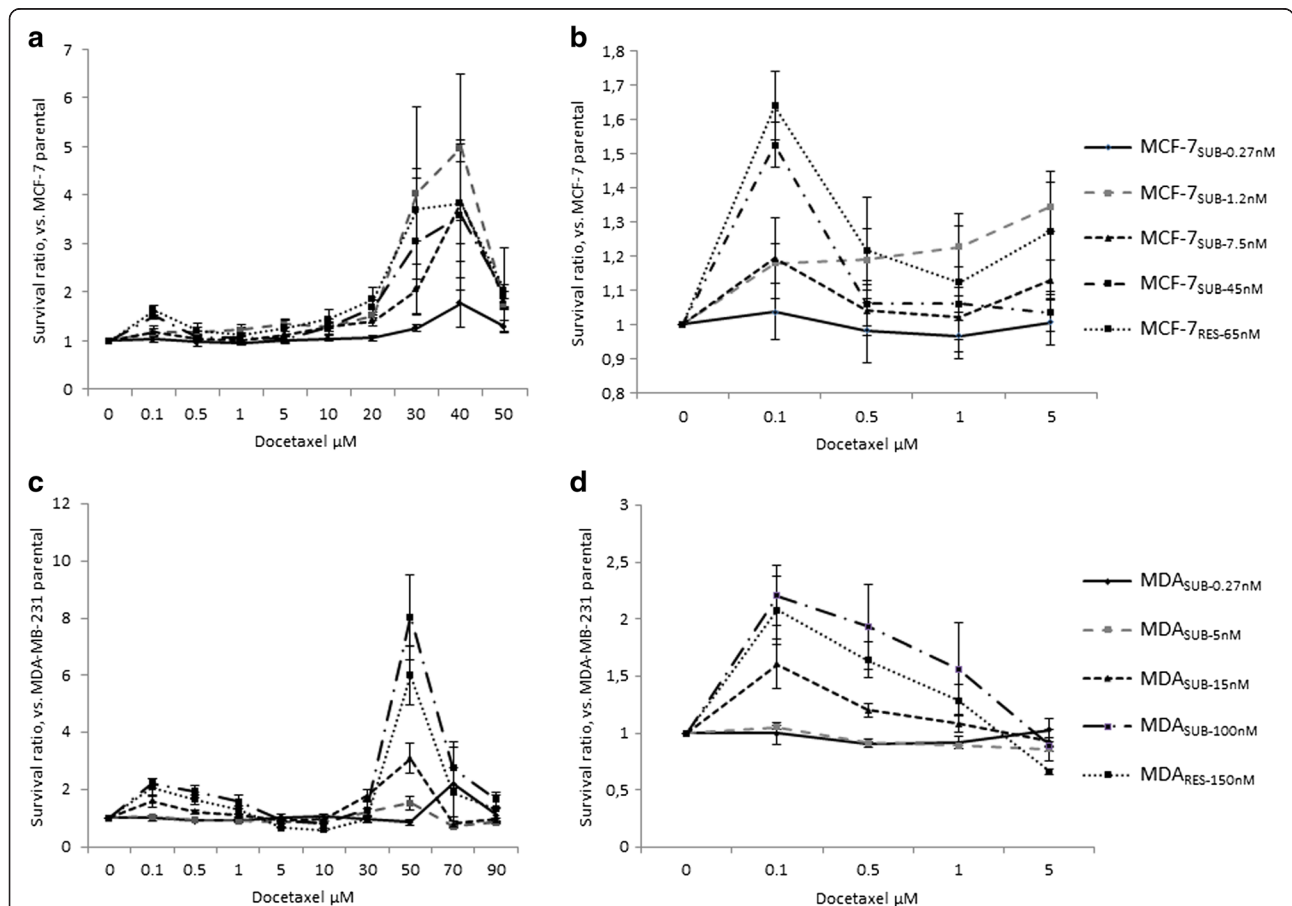 a
7
6
5
4
3
2
1
0
Survival ratio, vs. MCF-7 parental
0 0.1 0.5 1 5 10 20 30 40 50
Docetaxel µM
b
1,8
1,7
1,6
1,5
1,4
1,3
1,2
1,1
1
0,9
0,8
Survival ratio, vs. MCF-7 parental
0 0.1 0.5 1 5
Docetaxel µM
MCF-7SUB-0.27nM
MCF-7SUB-1.2nM
MCF-7SUB-7.5nM
MCF-7SUB-45nM
MCF-7RES-65nM
c
12
10
8
6
4
2
0
Survival ratio, vs. MDA-MB-231 parental
0 0.1 0.5 1 5 10 30 50 70 90
Docetaxel µM
d
3
2,5
2
1,5
1
0,5
0
Survival ratio, vs. MDA-MB-231 parental
0 0.1 0.5 1 5
Docetaxel µM
MDASUB-0.27nM
MDASUB-5nM
MDASUB-15nM
MDASUB-100nM
MDARES-150nM